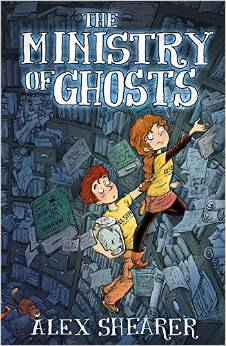 THE
MINISTRY
OF GHOSTS
ALEX SHEARER